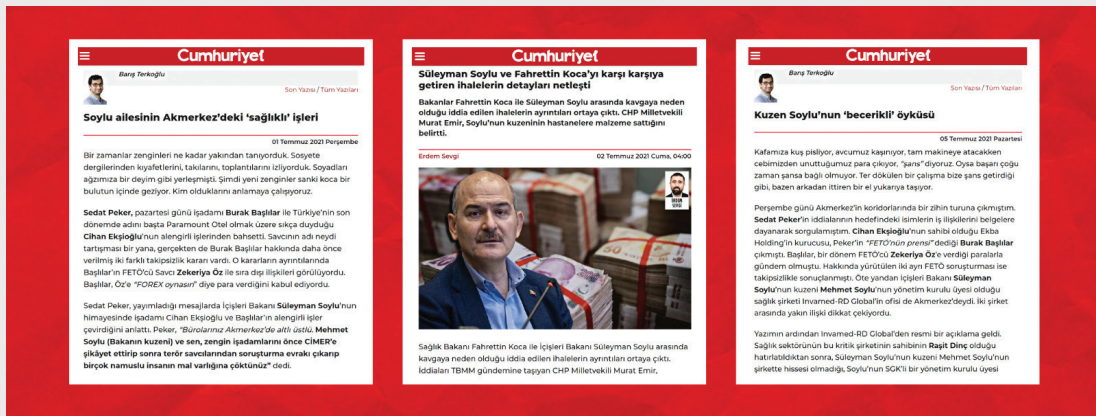 Cumhuriyet
Barış Terkoğlu
Son Yazısı / Tüm Yazıları
Soylu ailesinin Akmerkez'deki 'sağlıklı' işleri
01 Temmuz 2021 Perşembe
Bir zamanlar zenginleri ne kadar yakından tanıyorduk. Sosyete
dergilerinden kıyafetlerini, takılarını, toplantılarını izliyorduk. Soyadları
ağzımıza bir deyim gibi yerleşmişti. Şimdi yeni zenginler sanki koca bir
bulutun içinde geziyor. Kim olduklarını anlamaya çalışıyoruz.
Sedat Peker, pazartesi günü işadamı Burak Başlılar ile Türkiye'nin son
dönemde adını başta Paramount Otel olmak üzere sıkça duyduğu
Cihan Ekşioğlu'nun alengirli işlerinden bahsetti. Savcının adı neydi
tartışması bir yana, gerçekten de Burak Başlılar hakkında daha önce
verilmiş iki farklı takipsizlik kararı vardı. O kararların ayrıntılarında
Başlılar'ın FETÖ'cü Savcı Zekeriya Öz ile sıra dışı ilişkileri görülüyordu.
Başlılar, Öz'e "FOREX oynasın" diye para verdiğini kabul ediyordu.
Sedat Peker, yayımladığı mesajlarda İçişleri Bakanı Süleyman Soylu'nun
himayesinde işadamı Cihan Ekşioğlu ve Başlılar'ın alengirli işler
çevirdiğini anlattı. Peker, "Bürolarınız Akmerkez'de altlı üstlü. Mehmet
Soylu (Bakanın kuzeni) ve sen, zengin işadamlarını önce CİMER'e
şikâyet ettirip sonra terör savcılarından soruşturma evrakı çıkarıp
birçok namuslu insanın mal varlığına çöktünüz" dedi.
Cumhuriyet
Süleyman Soylu ve Fahrettin Koca'yı karşı karşıya
getiren ihalelerin detayları netleşti
Bakanlar Fahrettin Koca ile Süleyman Soylu arasında kavgaya neden
olduğu iddia edilen ihalelerin ayrıntıları ortaya çıktı. CHP Milletvekili
Murat Emir, Soylu'nun kuzeninin hastanelere malzeme sattığını
belirtti.
Erdem Sevgi
02 Temmuz 2021 Cuma, 04:00
ERDEM
SEVGİ
Sağlık Bakanı Fahrettin Koca ile İçişleri Bakanı Süleyman Soylu arasında
kavgaya neden olduğu iddia edilen ihalelerin ayrıntıları ortaya çıktı.
İddiaları TBMM gündemine taşıyan CHP Milletvekili Murat Emir,
Cumhuriyet
Barış Terkoğlu
Son Yazısı / Tüm Yazıları
Kuzen Soylu'nun 'becerikli' öyküsü
05 Temmuz 2021 Pazartesi
Kafamıza kuş pisliyor, avcumuz kaşınıyor, tam makineye atacakken
cebimizden unuttuğumuz para çıkıyor, "şans" diyoruz. Oysa başarı çoğu
zaman şansa bağlı olmuyor. Ter dökülen bir çalışma bize şans getirdiği
gibi, bazen arkadan ittiren bir el yukarıya taşıyor.
Perşembe günü Akmerkez'in koridorlarında bir zihin turuna çıkmıştım.
Sedat Peker'in iddialarının hedefindeki isimlerin iş ilişkilerini belgelere
dayanarak sorgulamıştım. Cihan Ekşioğlu'nun sahibi olduğu Ekba
Holding'in kurucusu, Peker'in "FETÖ'nün prensi" dediği Burak Başlılar
çıkmıştı. Başlılar, bir dönem FETÖ'cü Zekeriya Öz'e verdiği paralarla
gündem olmuştu. Hakkında yürütülen iki ayrı FETÖ soruşturması ise
takipsizlikle sonuçlanmıştı. Öte yandan İçişleri Bakanı Süleyman
Soylu'nun kuzeni Mehmet Soylu'nun yönetim kurulu üyesi olduğu
sağlık şirketi Invamed-RD Global'in ofisi de Akmerkez'deydi. İki şirket
arasında yakın ilişki dikkat çekiyordu.
Yazımın ardından Invamed-RD Global'den resmi bir açıklama geldi.
Sağlık sektörünün bu kritik şirketinin sahibinin Raşit Dinç olduğu
hatırlatıldıktan sonra, Süleyman Soylu'nun kuzeni Mehmet Soylu'nun
şirkette hissesi olmadığı, Soylu'nun SGK'lı bir yönetim kurulu üyesi